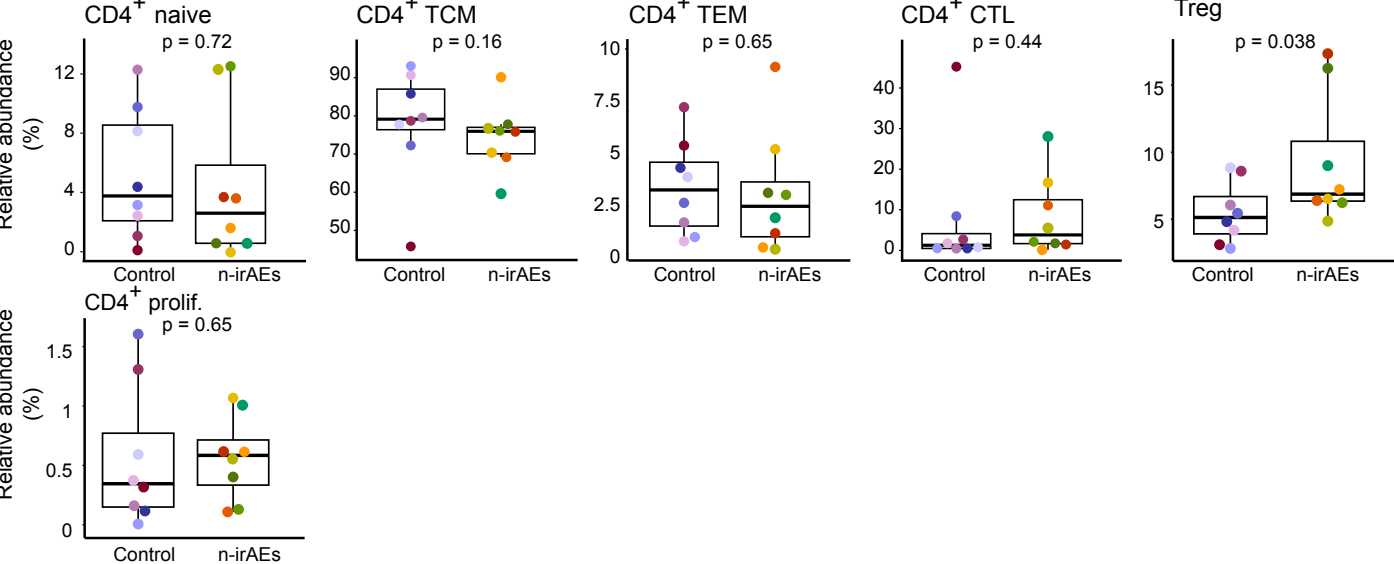 CD4+ naive
p = 0.72
Relative abundance
(%)
12
8
4
0
Control n-irAEs
CD4+ TCM
p = 0.16
90
80
70
60
50
Control n-irAEs
CD4+ TEM
p = 0.65
10
7.5
5
2.5
0
Control n-irAEs
CD4+ CTL
p = 0.44
40
30
20
10
0
Control n-irAEs
Treg
p = 0.038
15
10
5
Control n-irAEs
CD4+ prolif.
p = 0.65
Relative abundance
(%)
1.5
1
0.5
0
Control n-irAEs